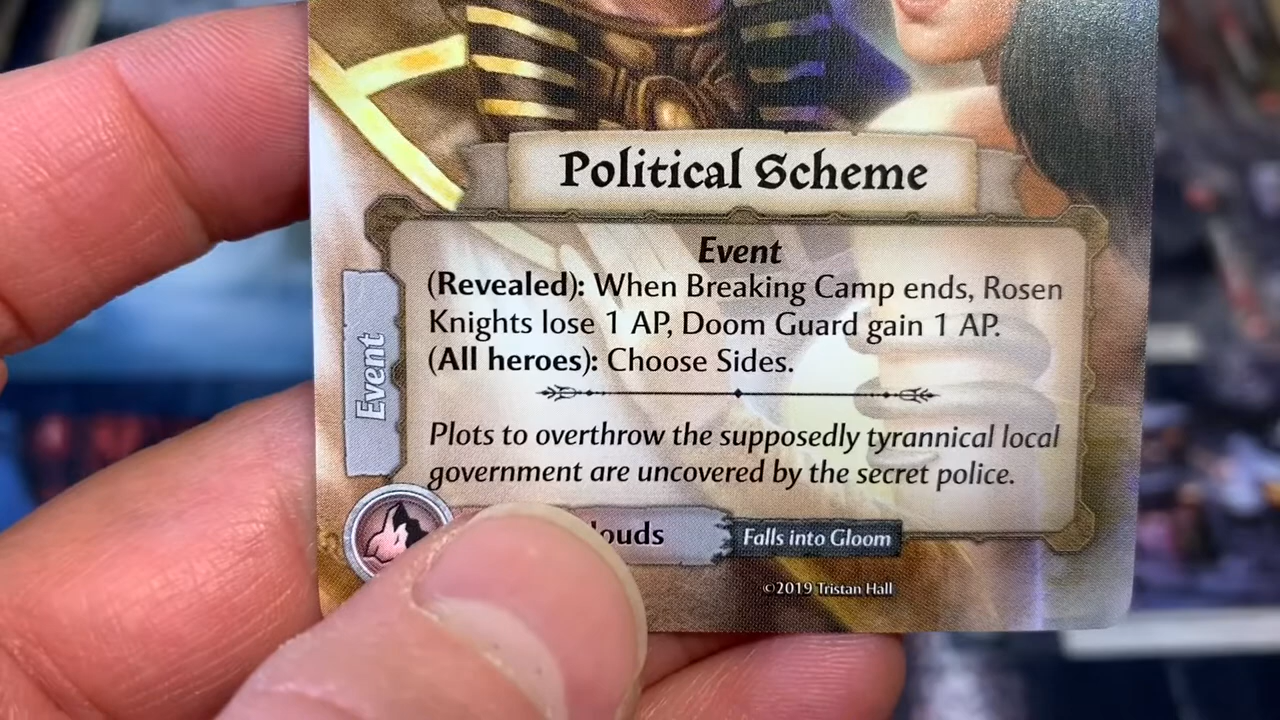 Political Scheme
Event
(Revealed): When Breaking Camp ends, Rosen
Knights lose 1 AP, Doom Guard gain 1 AP.
(All heroes): Choose Sides.
Event
Plots to overthrow the supposedly tyrannical local
government are uncovered by the secret police.
Falls into Gloom
©2019 Tristan Hall